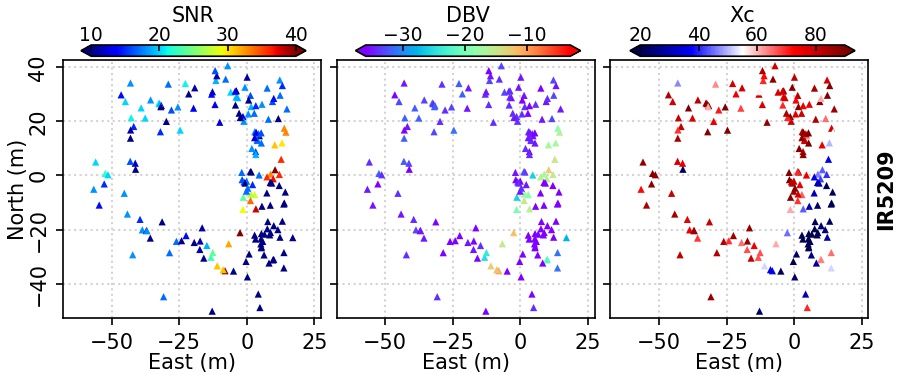 SNR DBV Xc
10 20 30 40 −30 −20 −10 20 40 60 80
40
20
0
−20
−40
North (m)
−50 −25 0 25 −50 −25 0 25 −50 −25 0 25
East (m) East (m) East (m)
IR5209